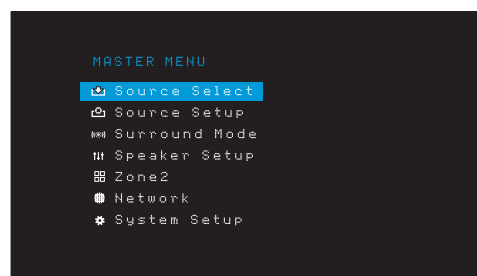 MASTER MENU
Source Select
Source Setup
Surround Mode
Speaker Setup
Zone2
Network
System Setup